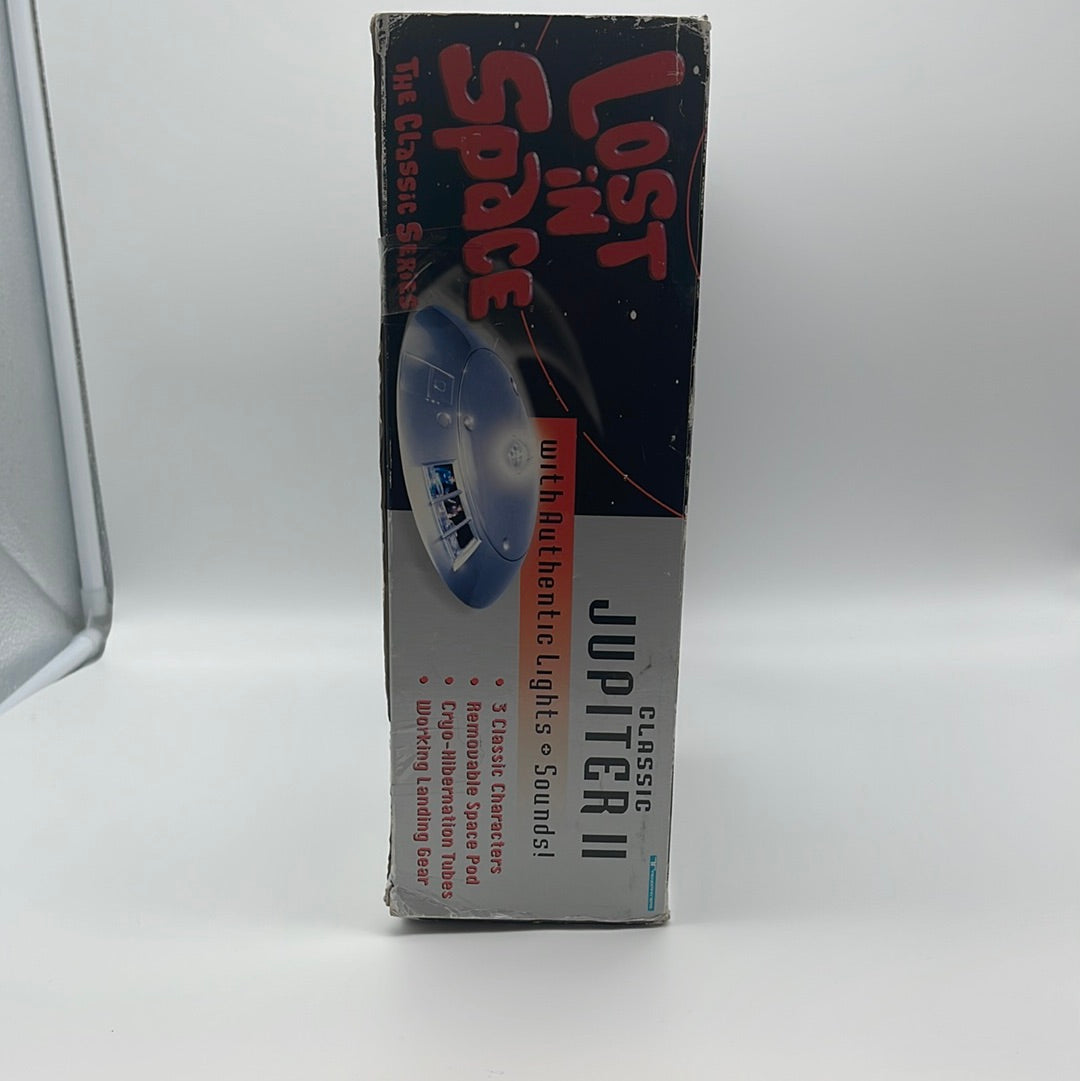 LOST
iN
SpaCE
THE CLaSSiC SERiES
with Authentic Lights + Sounds!
CLASSIC
JUPITER II
• 3 Classic Characters
• Removable Space Pod
• Cryo-Hibernation Tubes
• Working Landing Gear